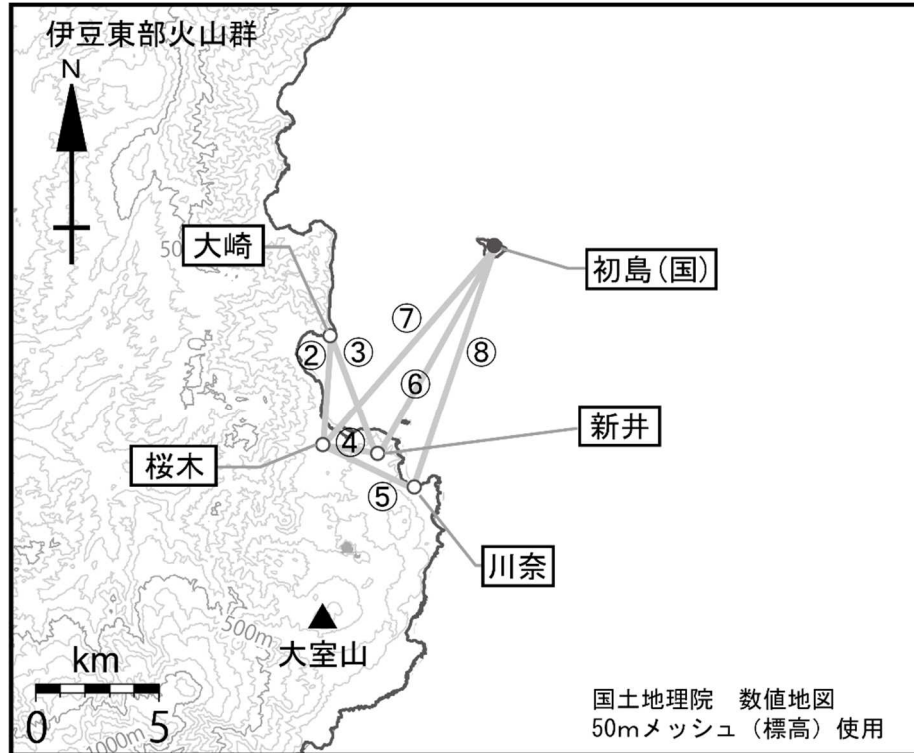 伊豆東部火山群
N
大崎
初島(国)
⑦
②
③
⑧
⑥
新井
④
桜木
⑤
川奈
500m
大室山
km
0 5
1000m
国土地理院 数値地図
50mメッシュ(標高)使用